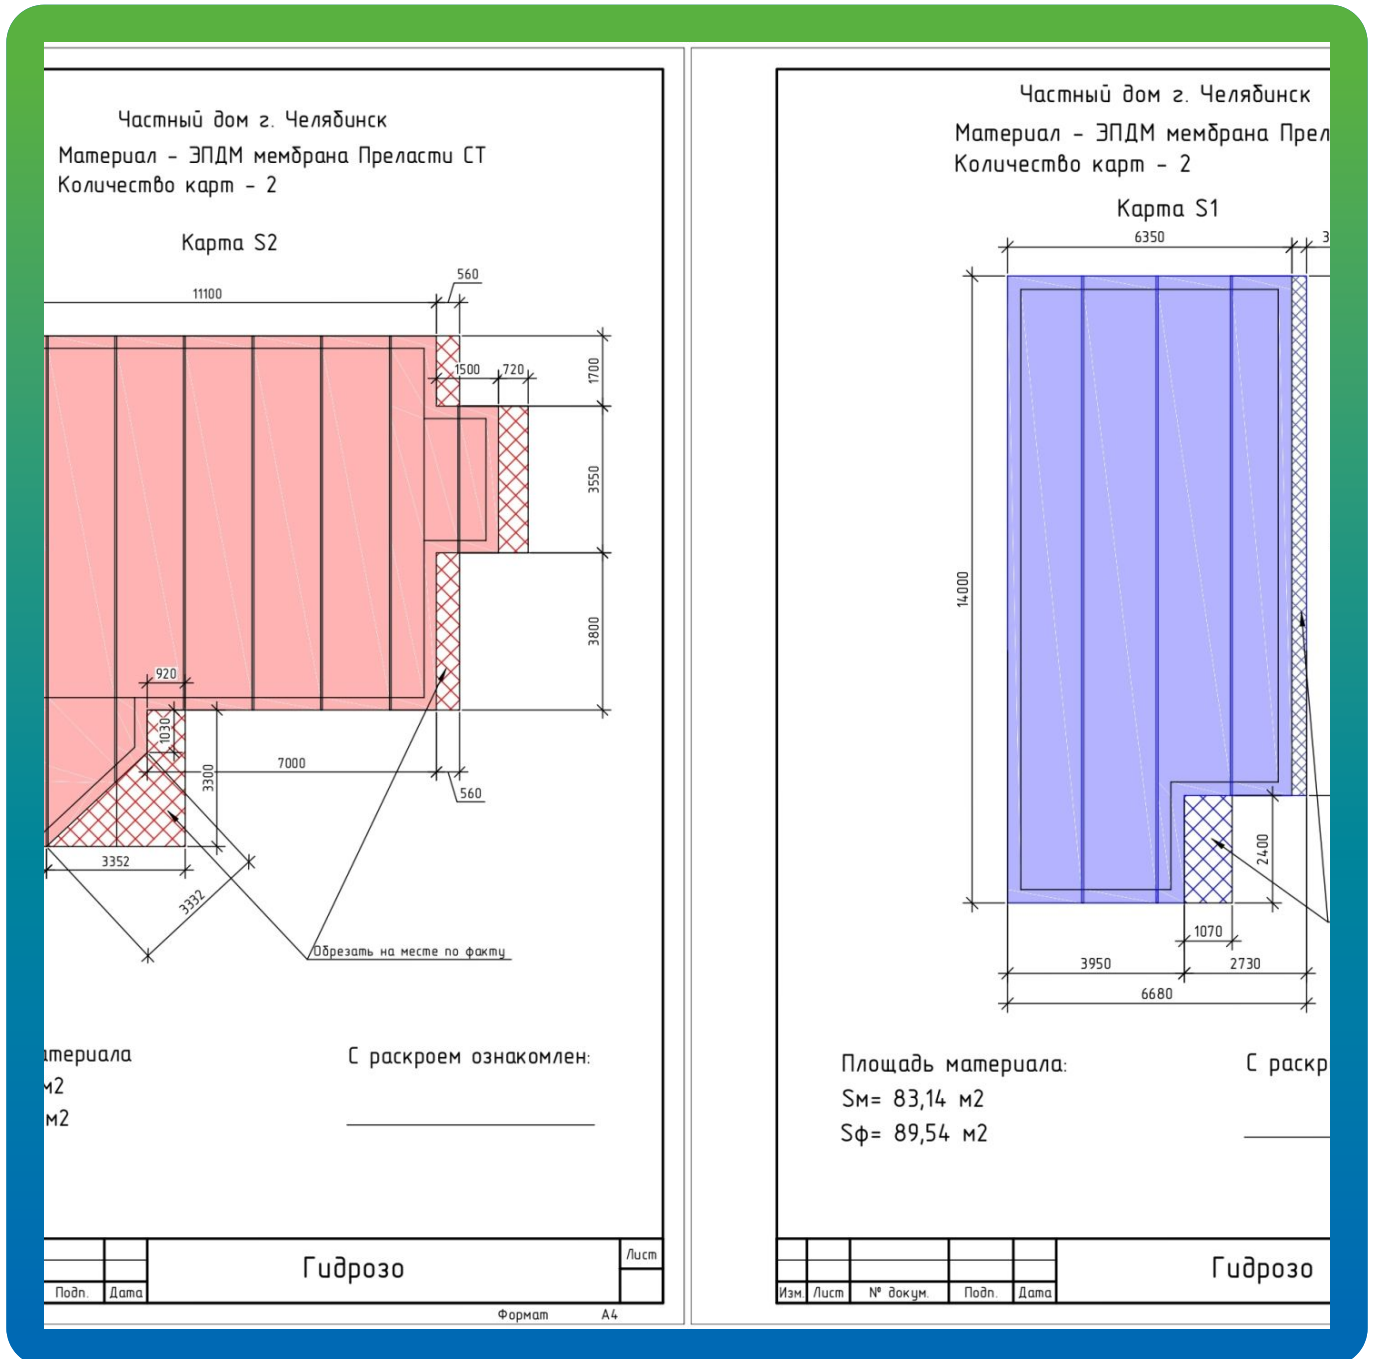 Частный дом г. Челябинск
Материал - ЭПДМ мембрана Преласти СТ
Количество карт - 2
Карта S2
560
11100
1500
720
1700
3550
3800
920
1030
3300
7000
560
3352
3332
Обрезать на месте по факту
атериала
м2
м2
С раскроем ознакомлен:
Гидрозо
Лист
Подп.
Дата
Формат
А4
Частный дом г. Челябинск
Материал - ЭПДМ мембрана Прел
Количество карт - 2
Карта S1
6350
3
14000
2400
1070
3950
2730
6680
Площадь материала:
Sм= 83,14 м2
Sф= 89,54 м2
С раскр
Гидрозо
Изм.
Лист
№ докум.
Подп.
Дата